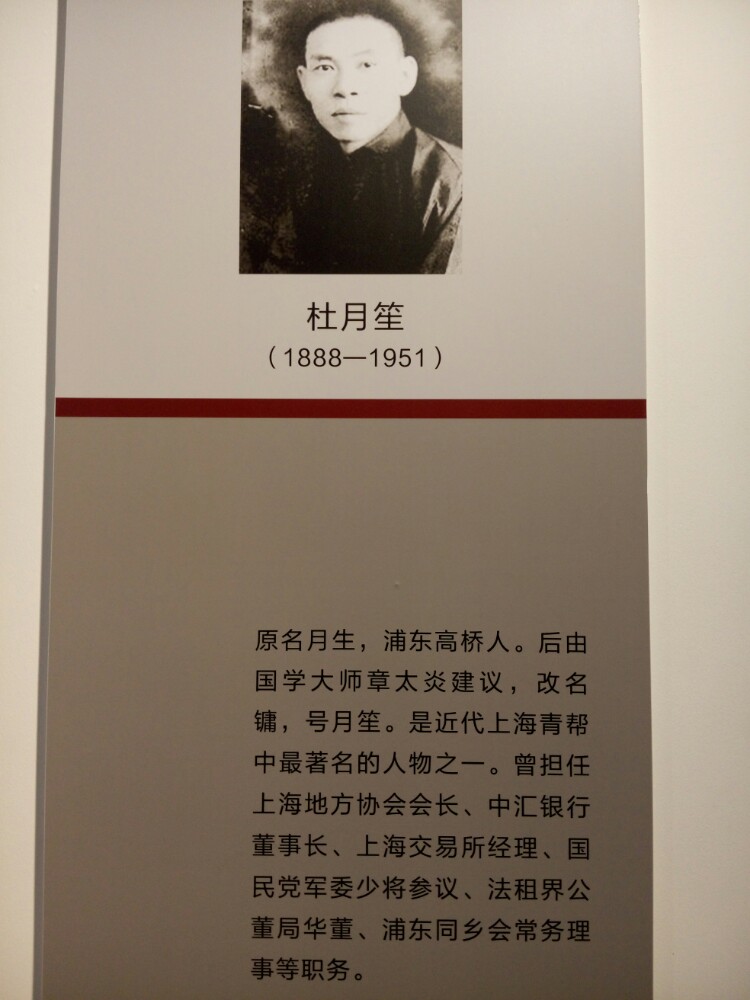 杜月笙
（1888—1951）
原名月生，浦东高桥人。后由
国学大师章太炎建议，改名
镛，号月笙。是近代上海青帮
中最著名的人物之一。曾担任
上海地方协会会长、中汇银行
董事长、上海交易所经理、国
民党军委少将参议、法租界公
董局华董、浦东同乡会常务理
事等职务。